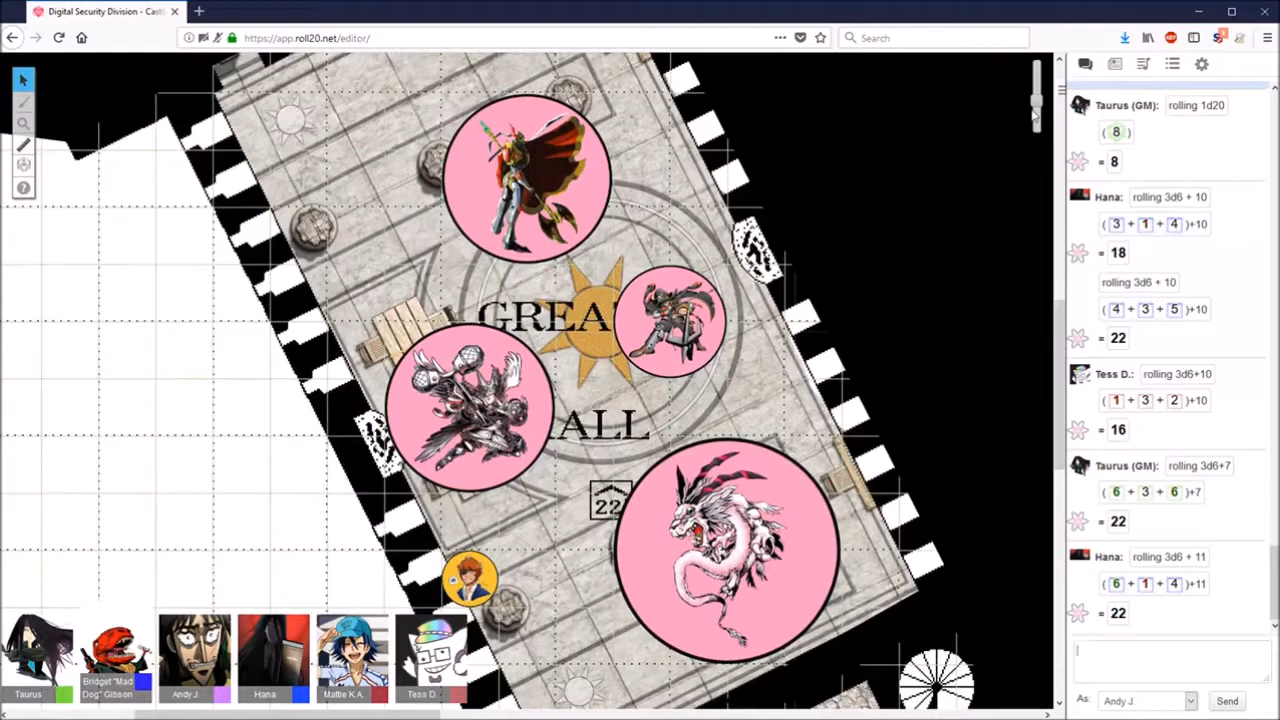 Digital Security Division - Castl
https://app.roll20.net/editor/
Search
GREA
ALL
22
Taurus (GM): rolling 1d20
( 8 )
= 8
Hana: rolling 3d6 + 10
( 3 + 1 + 4 )+10
= 18
rolling 3d6 + 10
( 4 + 3 + 5 )+10
= 22
Tess D.: rolling 3d6+10
( 1 + 3 + 2 )+10
= 16
Taurus (GM): rolling 3d6+7
( 6 + 3 + 6 )+7
= 22
Hana: rolling 3d6 + 11
( 6 + 1 + 4 )+11
= 22
Taurus
Bridget "Mad
Dog" Gibson
Andy J.
Hana
Mattie K.A.
Tess D.
As: Andy J. Send